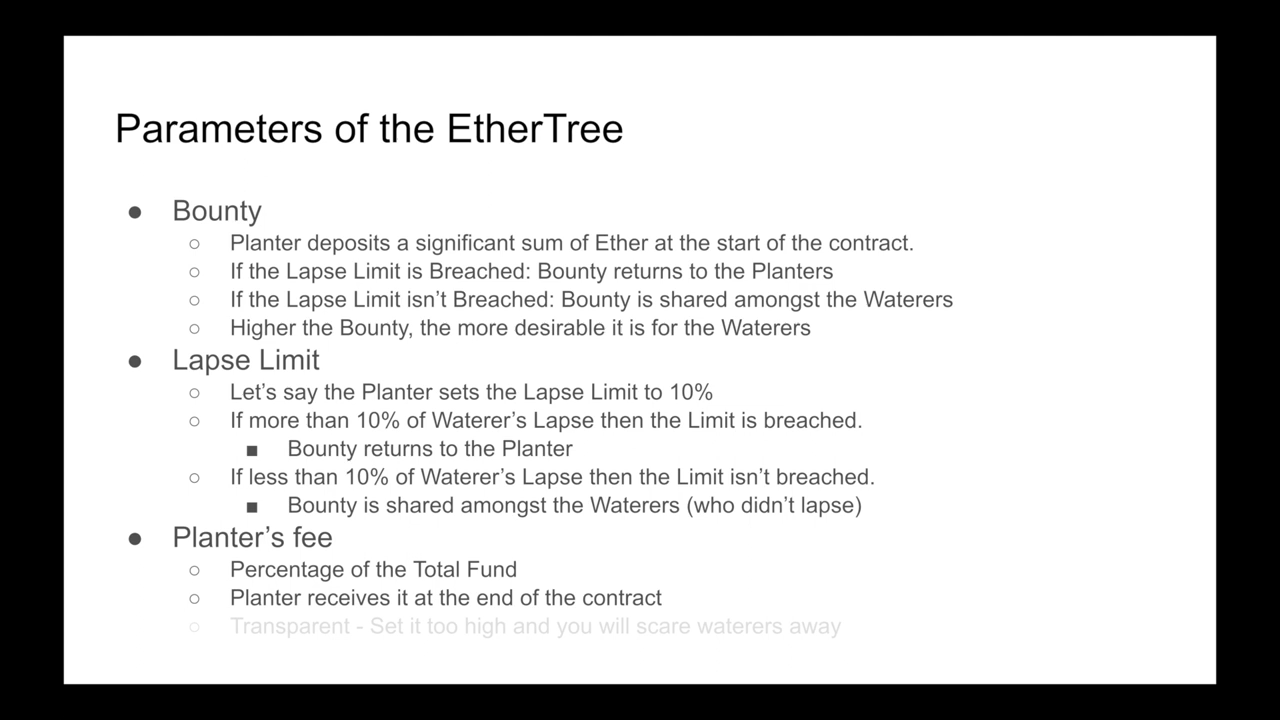 Parameters of the EtherTree
● Bounty
○ Planter deposits a significant sum of Ether at the start of the contract.
○ If the Lapse Limit is Breached: Bounty returns to the Planters
○ If the Lapse Limit isn’t Breached: Bounty is shared amongst the Waterers
○ Higher the Bounty, the more desirable it is for the Waterers
● Lapse Limit
○ Let’s say the Planter sets the Lapse Limit to 10%
○ If more than 10% of Waterer’s Lapse then the Limit is breached.
■ Bounty returns to the Planter
○ If less than 10% of Waterer’s Lapse then the Limit isn’t breached.
■ Bounty is shared amongst the Waterers (who didn’t lapse)
● Planter’s fee
○ Percentage of the Total Fund
○ Planter receives it at the end of the contract
○ Transparent - Set it too high and you will scare waterers away